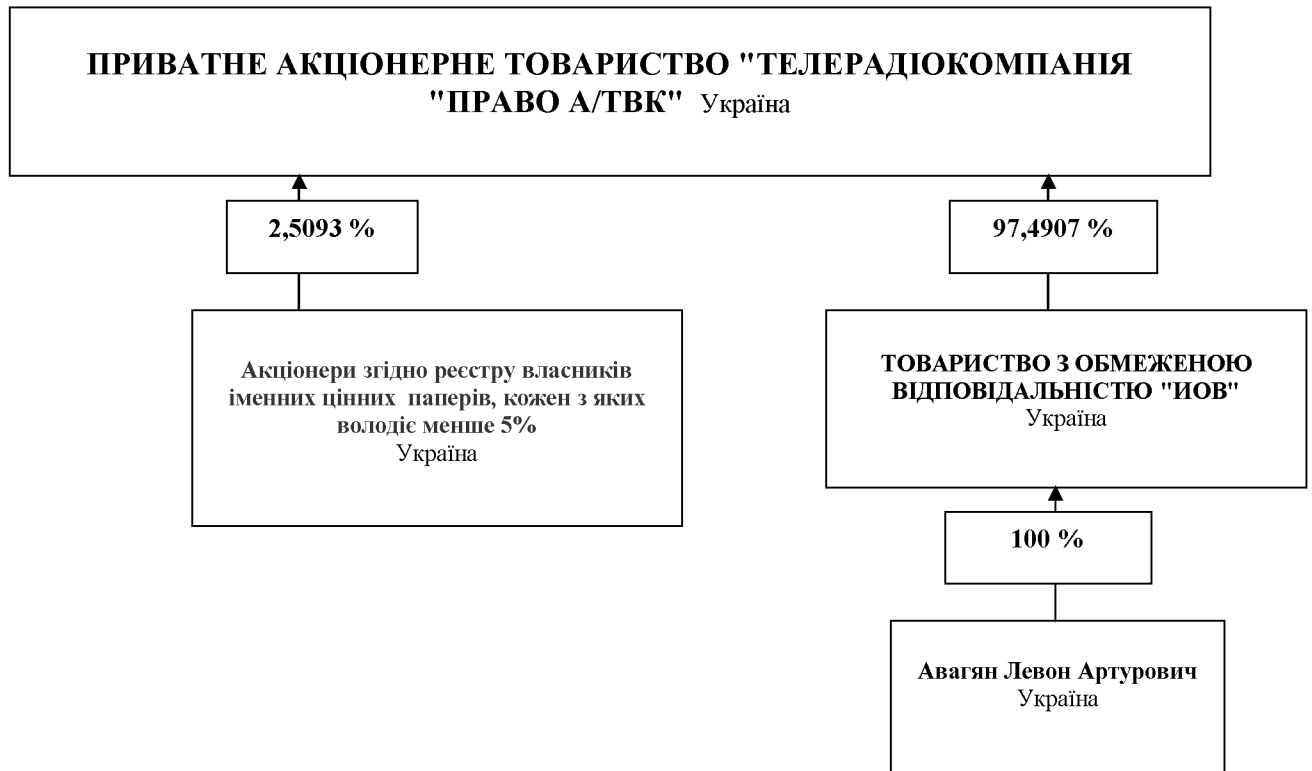 ПРИВАТНЕ АКЦІОНЕРНЕ ТОВАРИСТВО "ТЕЛЕРАДІОКОМПАНІЯ
"ПРАВО А/ТВК" Україна
2,5093 %
97,4907 %
Акціонери згідно реєстру власників
іменних цінних паперів, кожен з яких
володіє менше 5%
Україна
ТОВАРИСТВО З ОБМЕЖЕНОЮ
ВІДПОВІДАЛЬНІСТЮ "ИОВ"
Україна
100 %
Авагян Левон Артурович
Україна